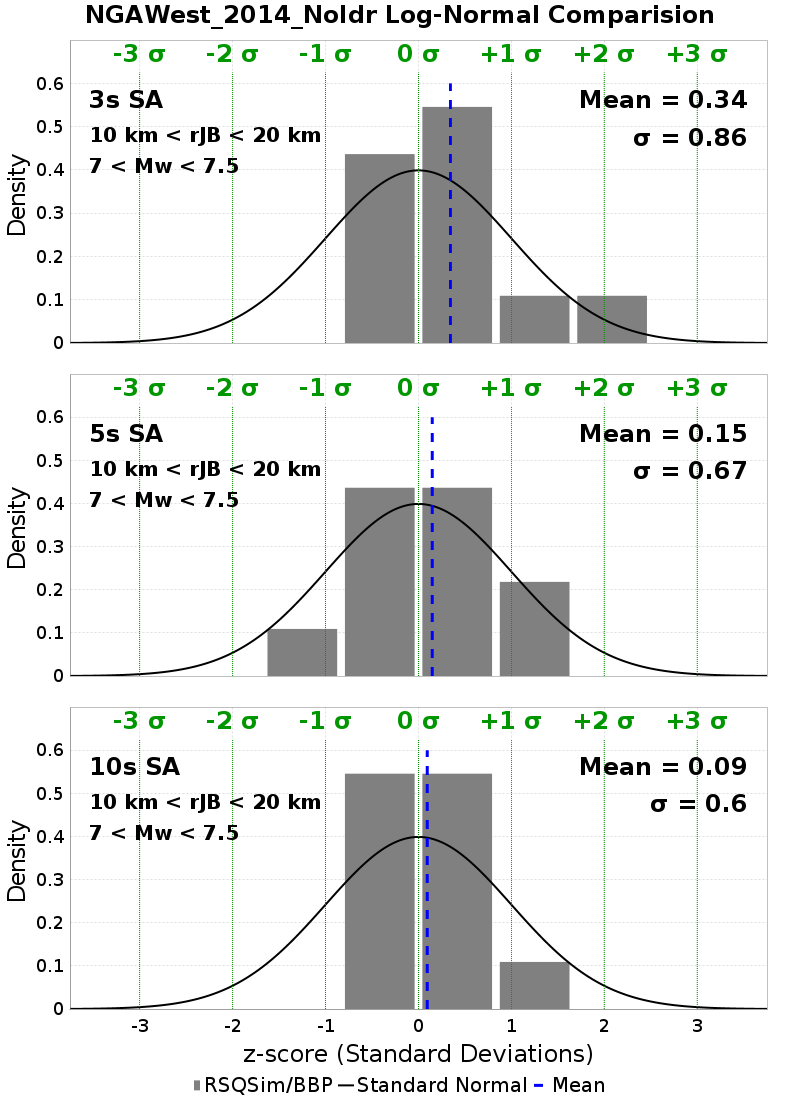 NGAWest_2014_NoIdr Log-Normal Comparision
-3 σ -2 σ -1 σ 0 σ +1 σ +2 σ +3 σ
3s SA
10 km < rJB < 20 km
7 < Mw < 7.5
Mean = 0.34
σ = 0.86
Density
0.6
0.5
0.4
0.3
0.2
0.1
0
-3 σ -2 σ -1 σ 0 σ +1 σ +2 σ +3 σ
5s SA
10 km < rJB < 20 km
7 < Mw < 7.5
Mean = 0.15
σ = 0.67
Density
0.6
0.5
0.4
0.3
0.2
0.1
0
-3 σ -2 σ -1 σ 0 σ +1 σ +2 σ +3 σ
10s SA
10 km < rJB < 20 km
7 < Mw < 7.5
Mean = 0.09
σ = 0.6
Density
0.6
0.5
0.4
0.3
0.2
0.1
0
-3 -2 -1 0 1 2 3
z-score (Standard Deviations)
RSQSim/BBP Standard Normal Mean